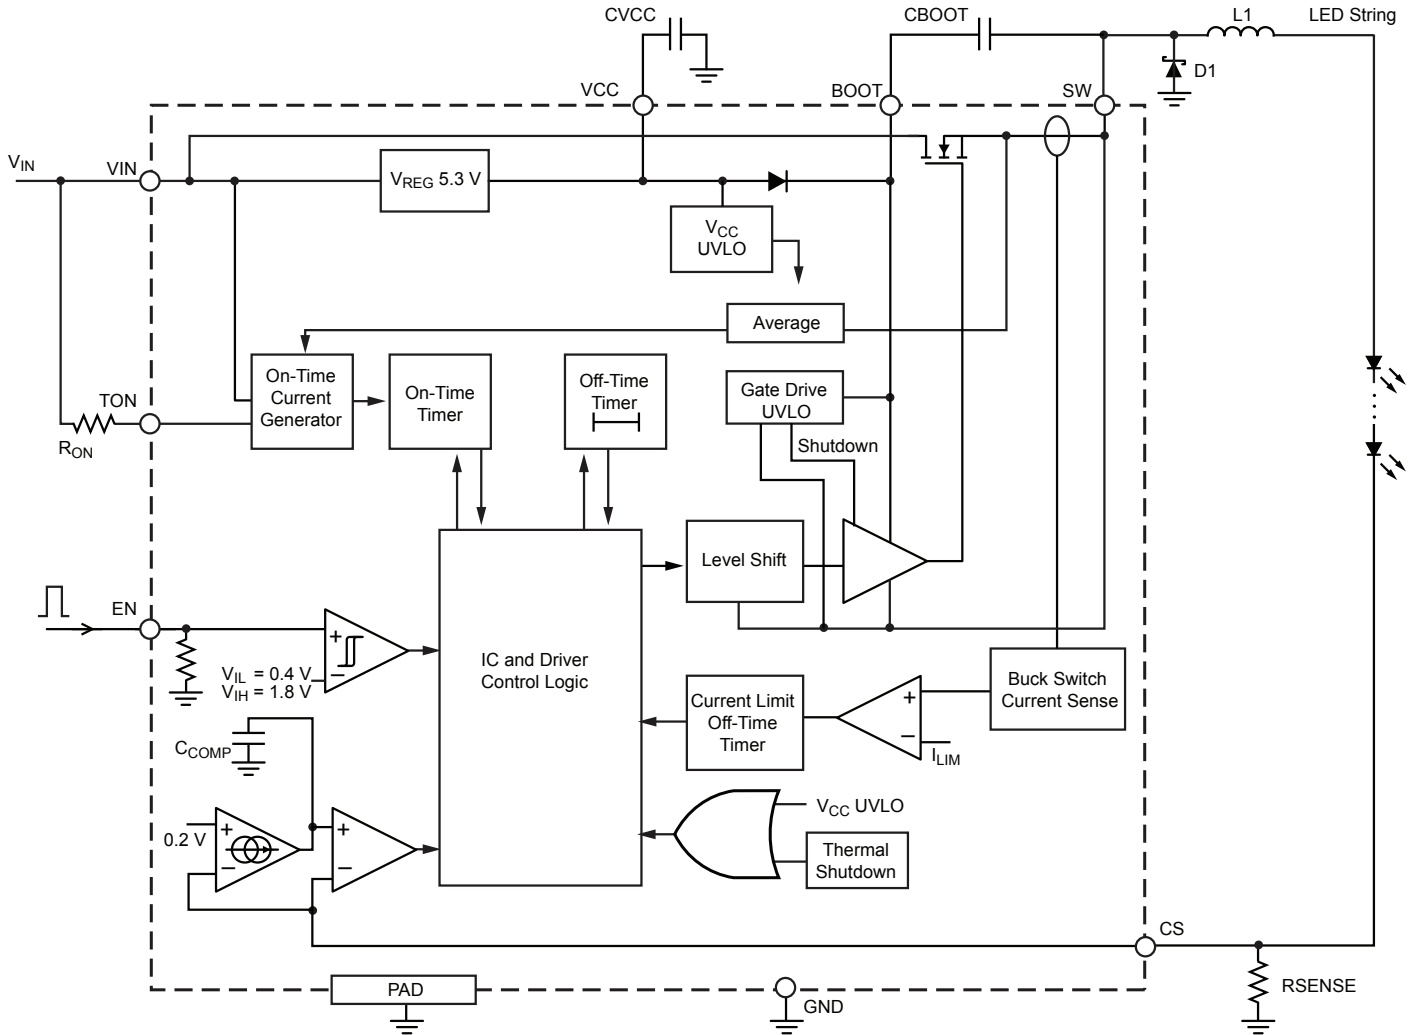 CVCC
CBOOT
L1
LED String
D1
VCC
BOOT
SW
VIN
VIN
VREG 5.3 V
VCC
UVLO
Average
On-Time
Current
Generator
On-Time
Timer
Off-Time
Timer
Gate Drive
UVLO
TON
RON
Shutdown
Level Shift
EN
VIL = 0.4 V
VIH = 1.8 V
+
–
IC and Driver
Control Logic
Current Limit
Off-Time
Timer
+
–
ILIM
Buck Switch
Current Sense
CCOMP
0.2 V
+
–
+
–
VCC UVLO
Thermal
Shutdown
CS
PAD
GND
RSENSE